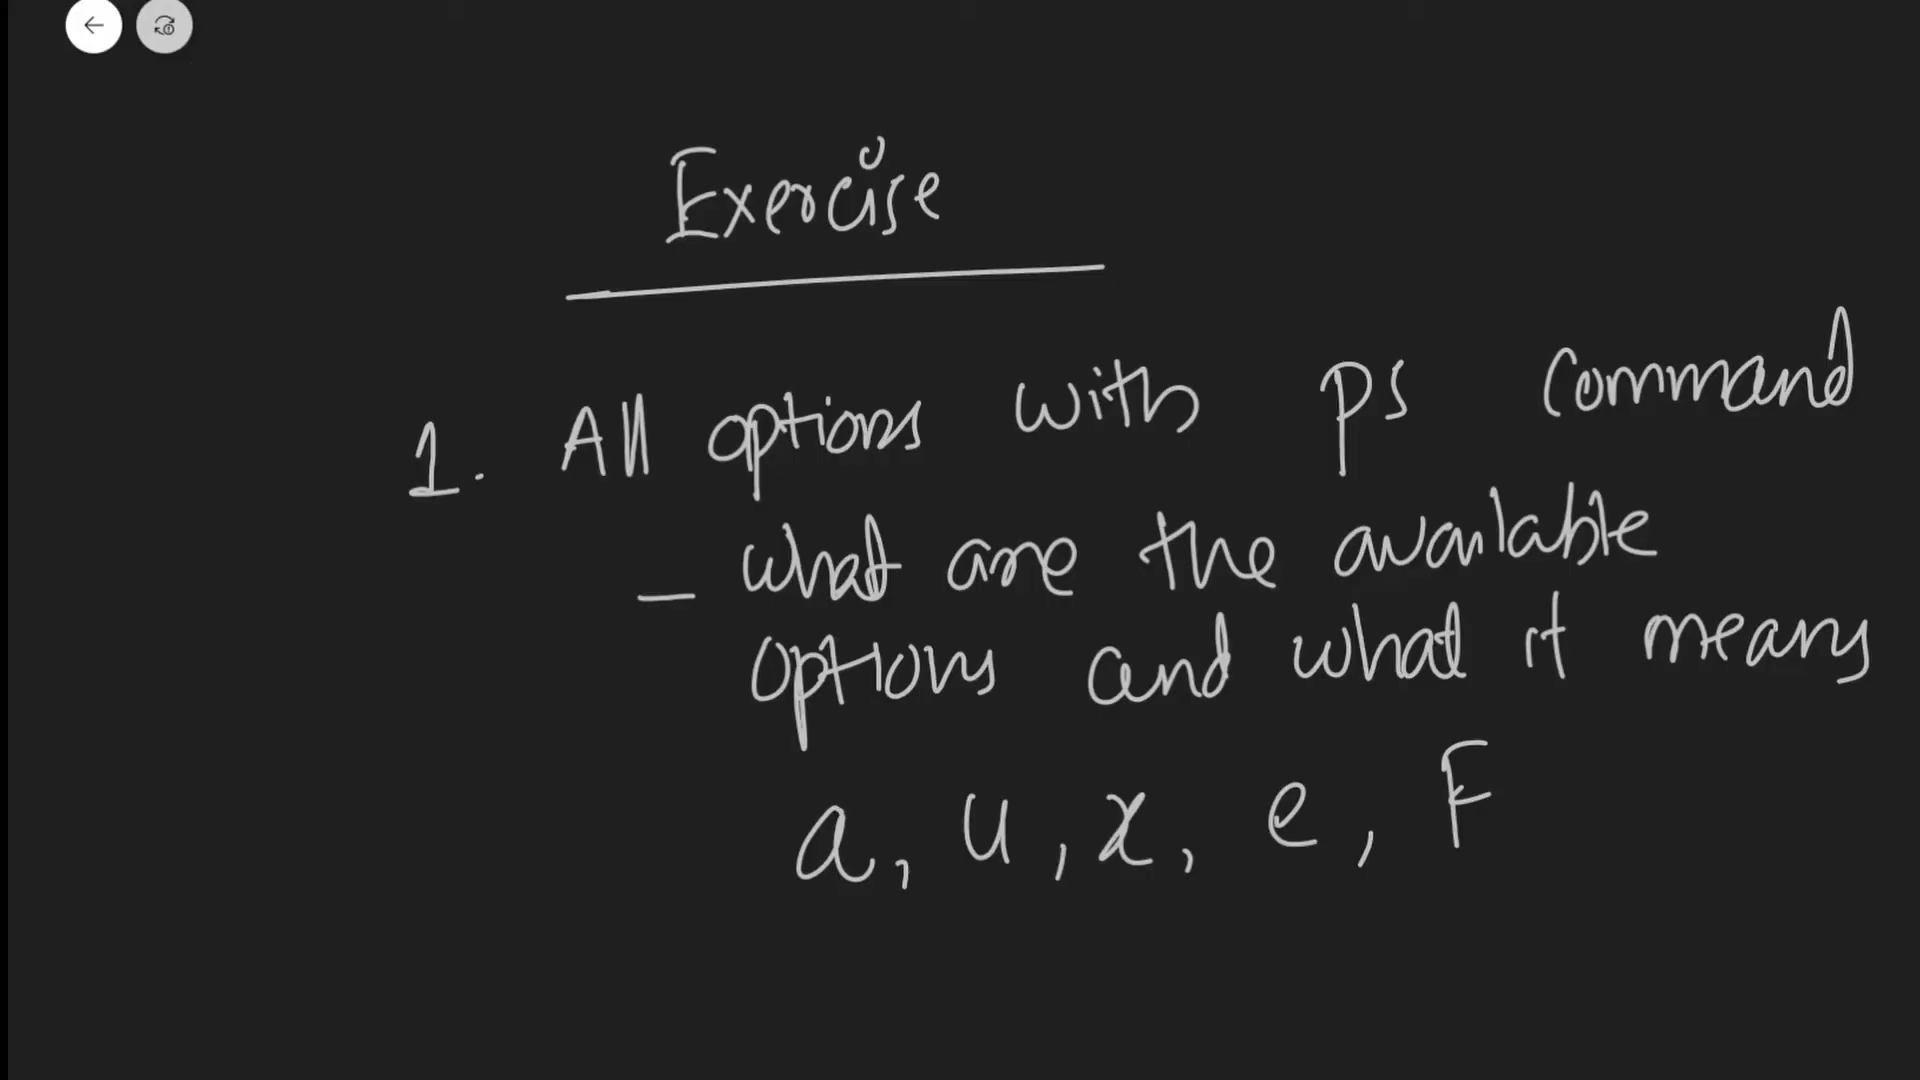 Exercise
1. All options with ps command
- what are the available
options and what it means
a, u, x, e, F